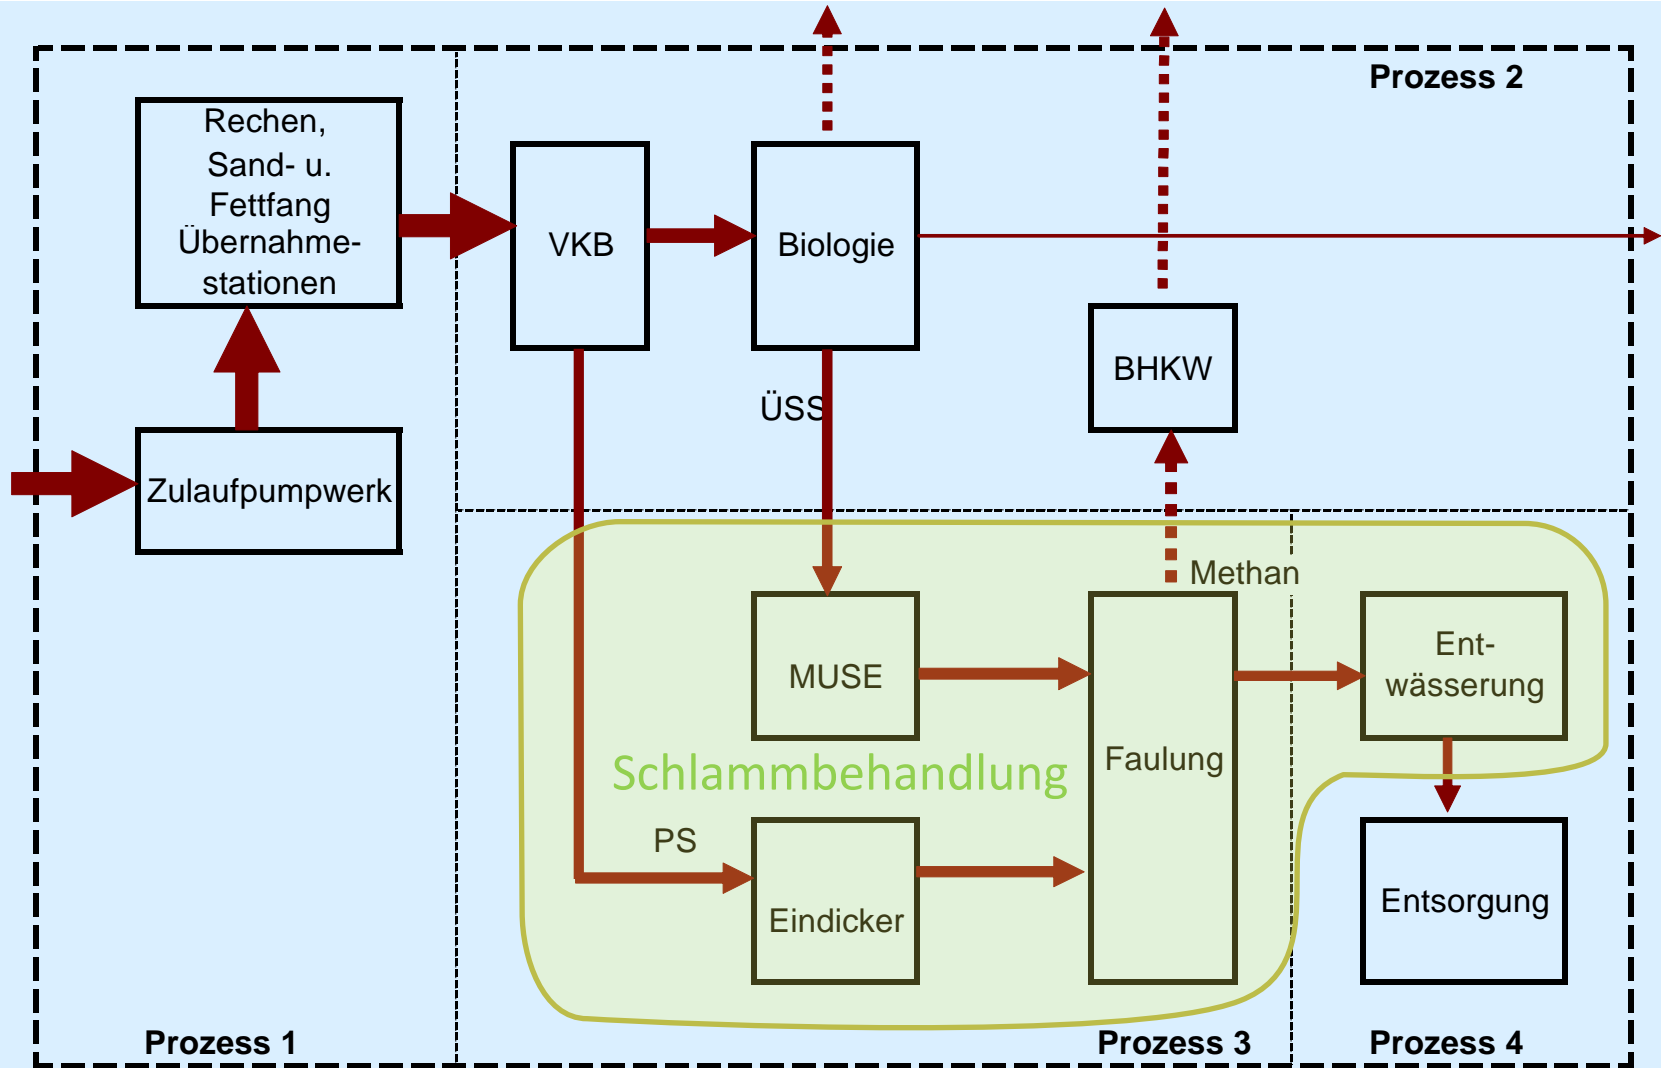 Prozess 2
Rechen,
Sand- u.
Fettfang
Übernahme-
stationen
VKB
Biologie
BHKW
ÜSS
Zulaufpumpwerk
Methan
MUSE
Ent-
wässerung
Schlammbehandlung
Faulung
PS
Eindicker
Entsorgung
Prozess 1
Prozess 3
Prozess 4